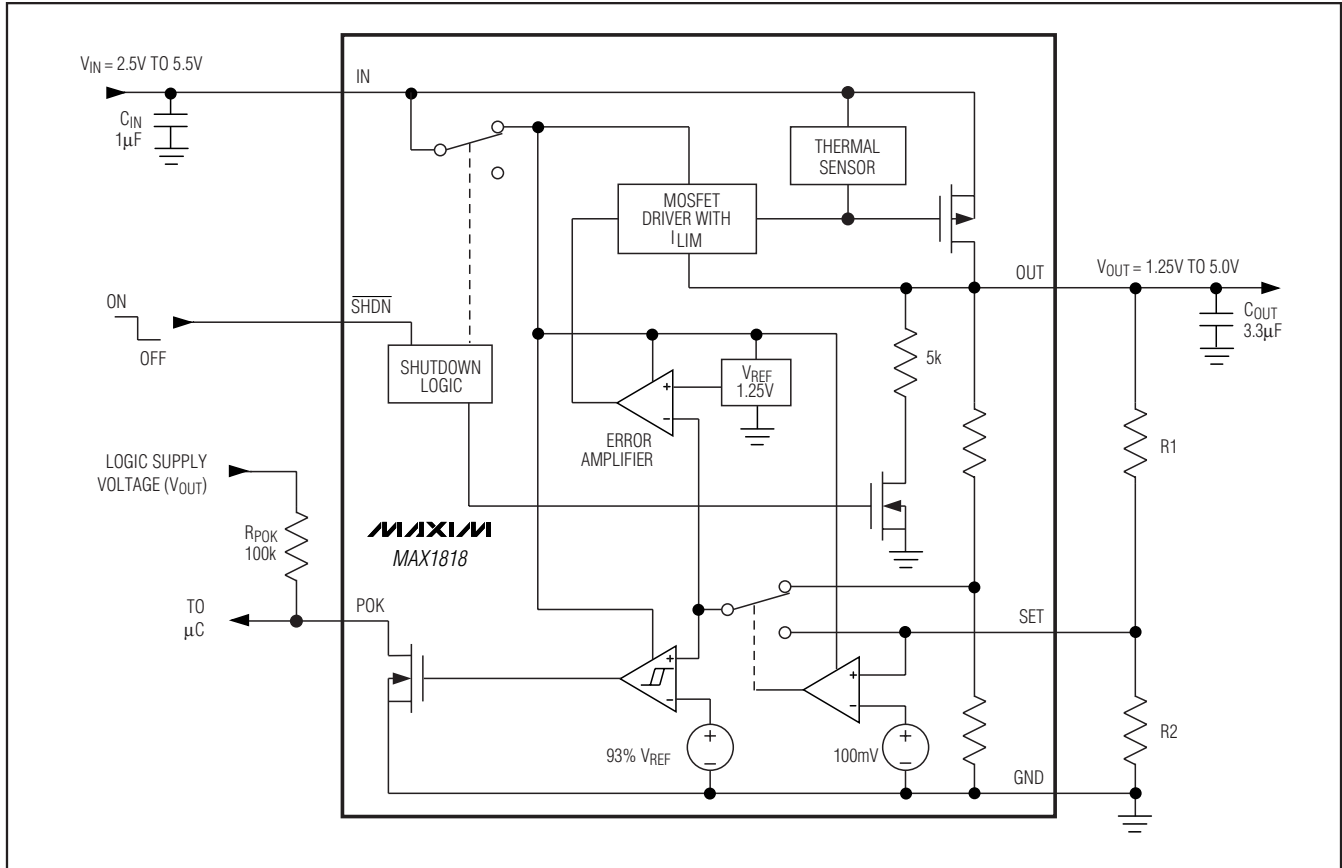 V_IN = 2.5V TO 5.5V
IN
C_IN
1µF
THERMAL
SENSOR
MOSFET
DRIVER WITH
I_LIM
OUT
V_OUT = 1.25V TO 5.0V
C_OUT
3.3µF
ON
OFF
SHDN
SHUTDOWN
LOGIC
5k
V_REF
1.25V
+
−
ERROR
AMPLIFIER
R1
LOGIC SUPPLY
VOLTAGE (V_OUT)
R_POK
100k
MAXIM
MAX1818
TO
µC
POK
SET
+
−
+
−
+
−
93% V_REF
+
−
100mV
R2
GND